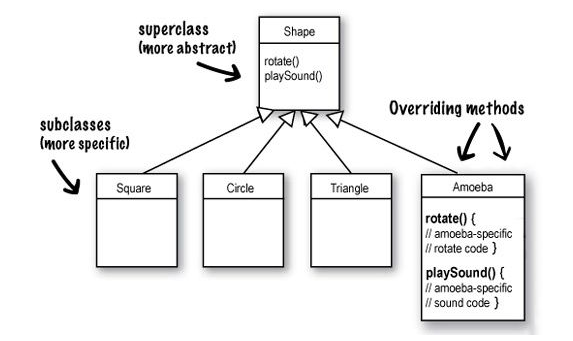 superclass
(more abstract)
Shape
rotate()
playSound()
subclasses
(more specific)
Overriding methods
Square
Circle
Triangle
Amoeba
rotate() {
// amoeba-specific
// rotate code }
playSound() {
// amoeba-specific
// sound code }